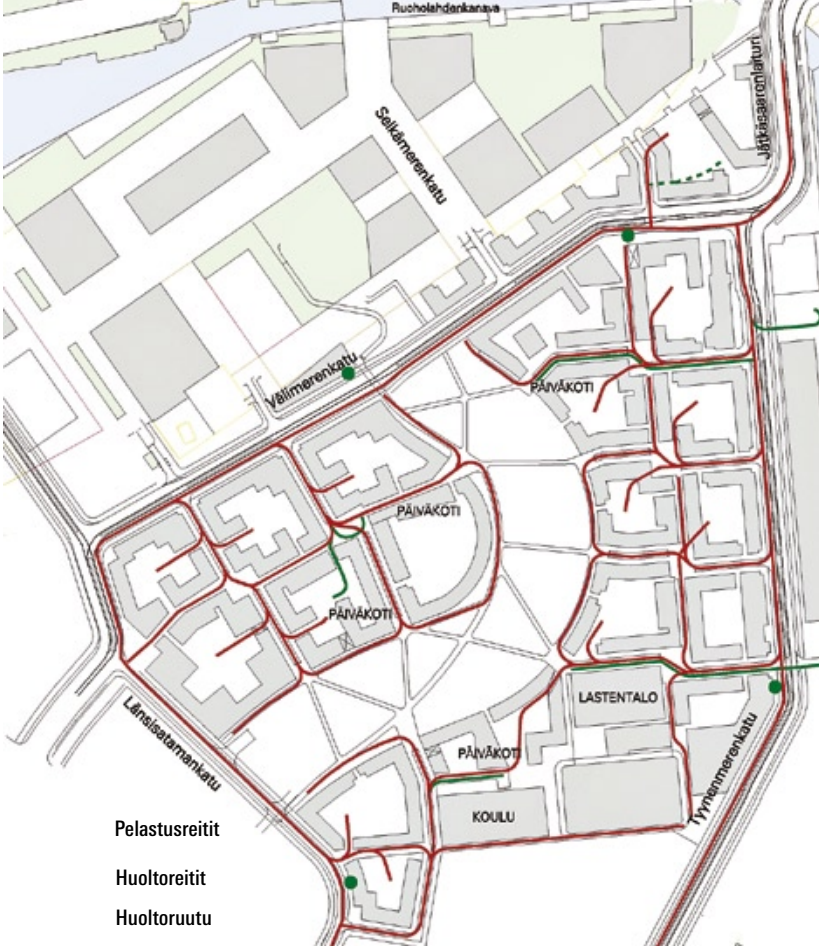 Ruoholahdenkanava
Jätkäsaarenlaituri
Selkämerenkatu
Välimerenkatu
PÄIVÄKOTI
PÄIVÄKOTI
PÄIVÄKOTI
LASTENTALO
Länsisatamankatu
PÄIVÄKOTI
Tyynenmerenkatu
KOULU
Pelastusreitit
Huoltoreitit
Huoltoruutu